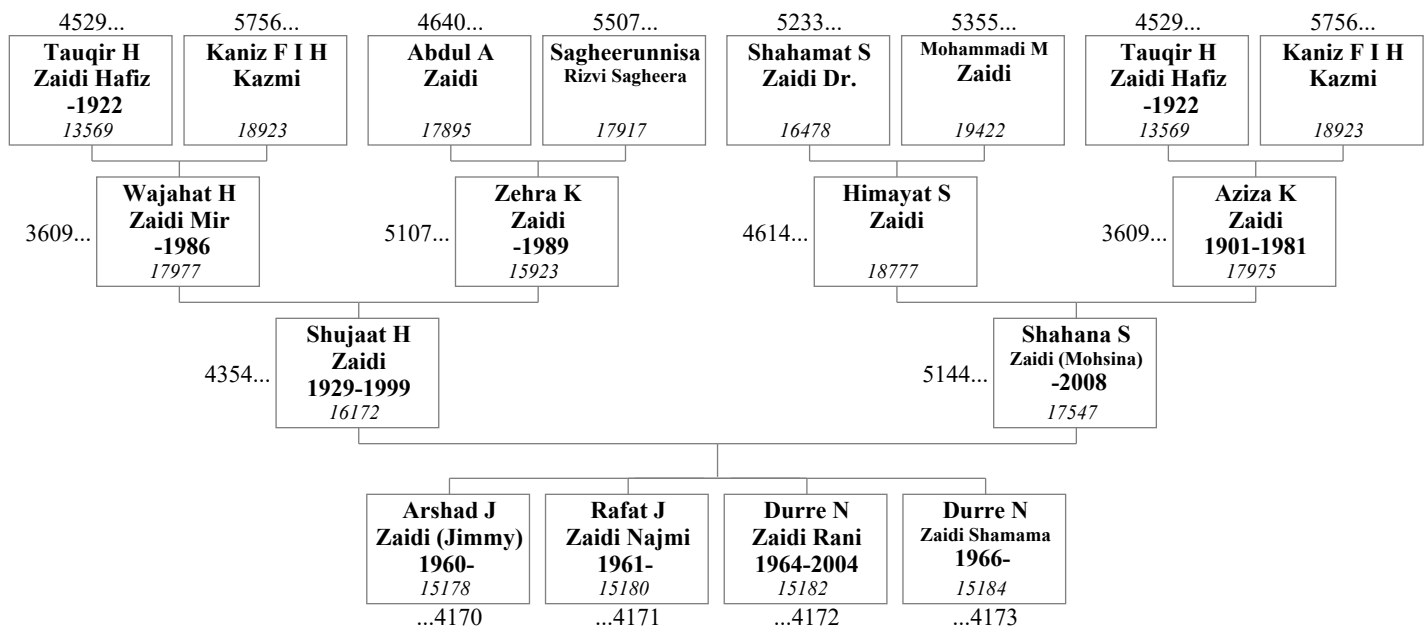 4529... 5756... 4640... 5507... 5233... 5355... 4529... 5756...
Tauqir H
Zaidi Hafiz
-1922
13569
Kaniz F I H
Kazmi
18923
Abdul A
Zaidi
17895
Sagheerunnisa
Rizvi Sagheera
17917
Shahamat S
Zaidi Dr.
16478
Mohammadi M
Zaidi
19422
Tauqir H
Zaidi Hafiz
-1922
13569
Kaniz F I H
Kazmi
18923
3609...
Wajahat H
Zaidi Mir
-1986
17977
5107...
Zehra K
Zaidi
-1989
15923
4614...
Himayat S
Zaidi
18777
3609...
Aziza K
Zaidi
1901-1981
17975
4354...
Shujaat H
Zaidi
1929-1999
16172
5144...
Shahana S
Zaidi (Mohsina)
-2008
17547
Arshad J
Zaidi (Jimmy)
1960-
15178
...4170
Rafat J
Zaidi Najmi
1961-
15180
...4171
Durre N
Zaidi Rani
1964-2004
15182
...4172
Durre N
Zaidi Shamama
1966-
15184
...4173